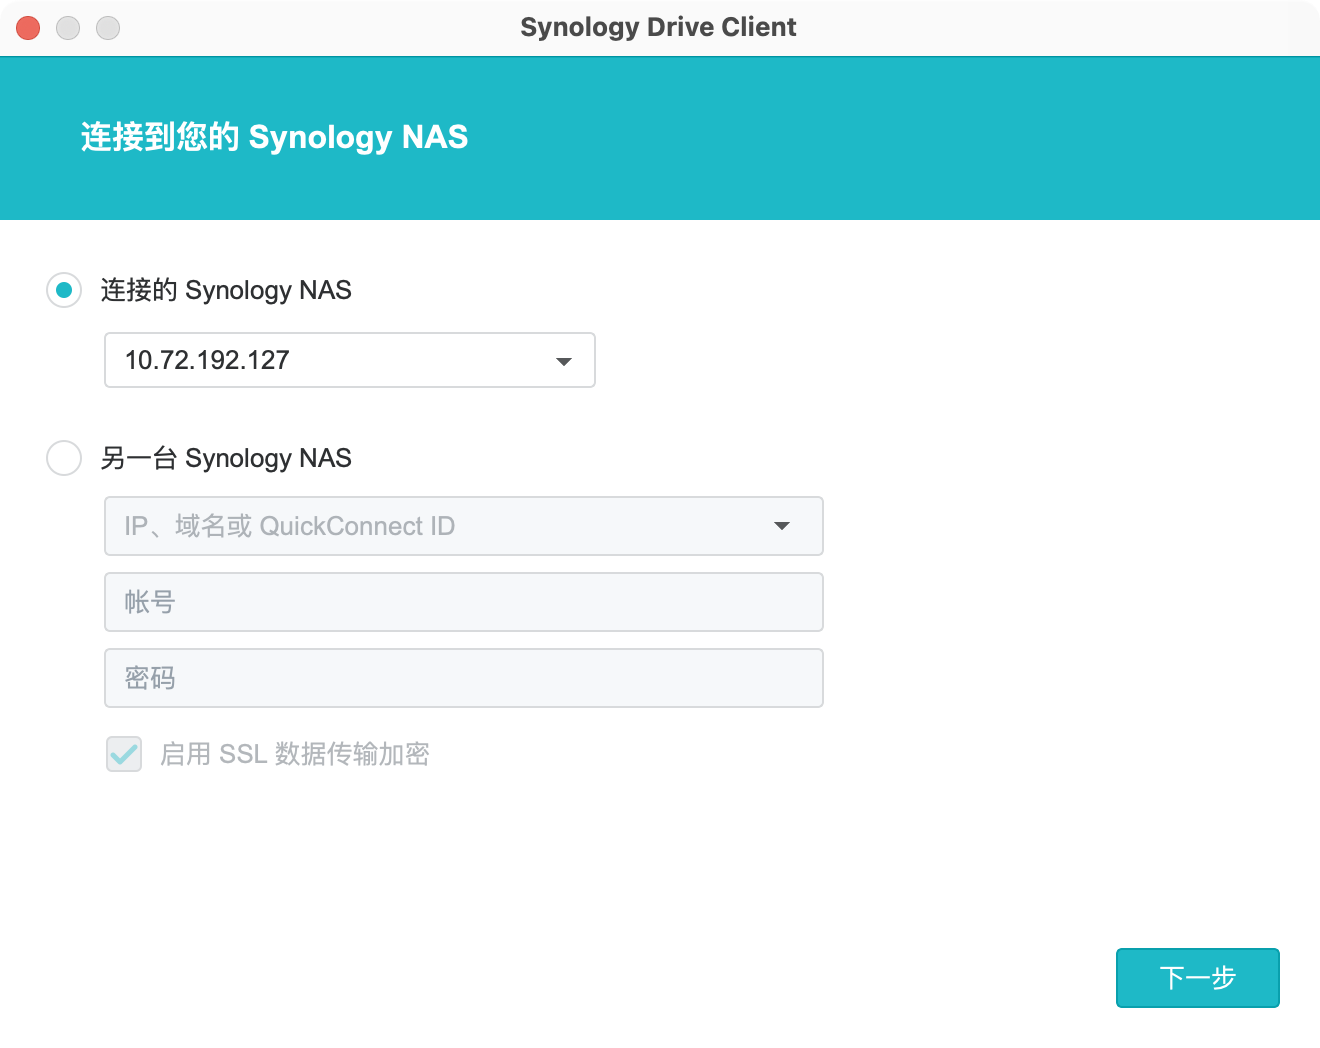 Synology Drive Client
连接到您的 Synology NAS
连接的 Synology NAS
10.72.192.127
另一台 Synology NAS
IP、域名或 QuickConnect ID
帐号
密码
启用 SSL 数据传输加密
下一步